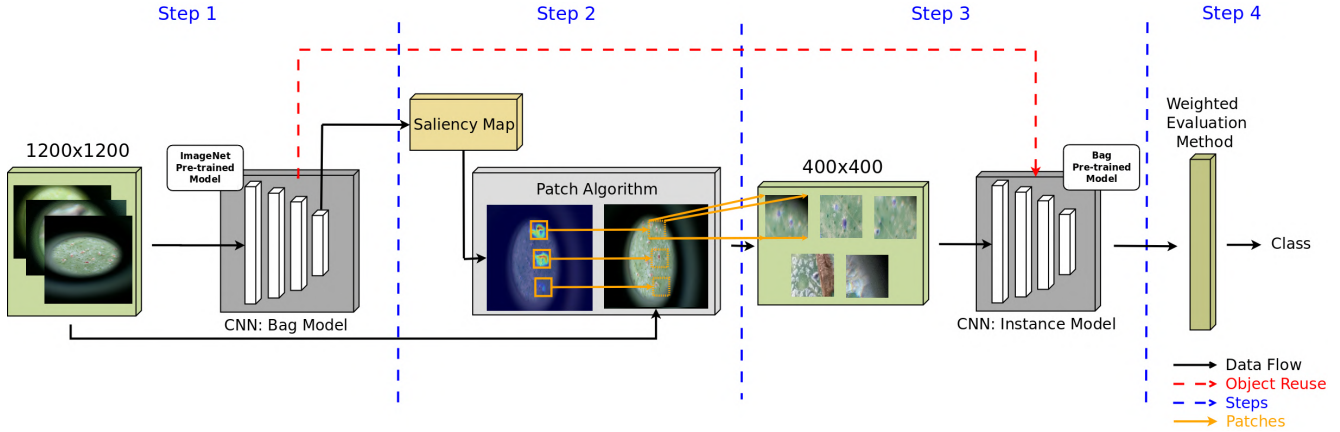 Step 1
Step 2
Step 3
Step 4
1200x1200
ImageNet
Pre-trained
Model
CNN: Bag Model
Saliency Map
Patch Algorithm
400x400
Bag
Pre-trained
Model
CNN: Instance Model
Weighted
Evaluation
Method
Class
Data Flow
Object Reuse
Steps
Patches